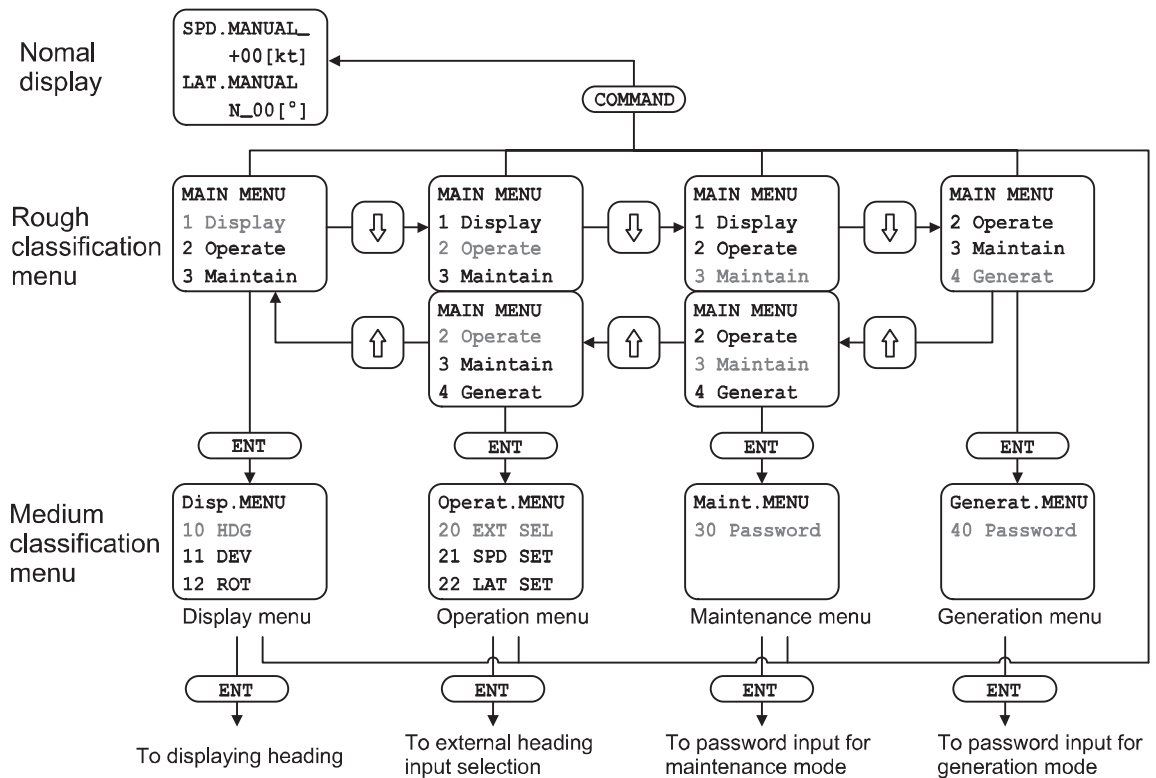 Nomal
display
SPD.MANUAL_
+00[kt]
LAT.MANUAL
N_00[°]
COMMAND
Rough
classification
menu
MAIN MENU
1 Display
2 Operate
3 Maintain
MAIN MENU
1 Display
2 Operate
3 Maintain
MAIN MENU
1 Display
2 Operate
3 Maintain
MAIN MENU
2 Operate
3 Maintain
4 Generat
MAIN MENU
2 Operate
3 Maintain
4 Generat
MAIN MENU
2 Operate
3 Maintain
4 Generat
ENT
ENT
ENT
ENT
Medium
classification
menu
Disp.MENU
10 HDG
11 DEV
12 ROT
Display menu
Operat.MENU
20 EXT SEL
21 SPD SET
22 LAT SET
Operation menu
Maint.MENU
30 Password
Maintenance menu
Generat.MENU
40 Password
Generation menu
ENT
ENT
ENT
ENT
To displaying heading
To external heading
input selection
To password input for
maintenance mode
To password input for
generation mode